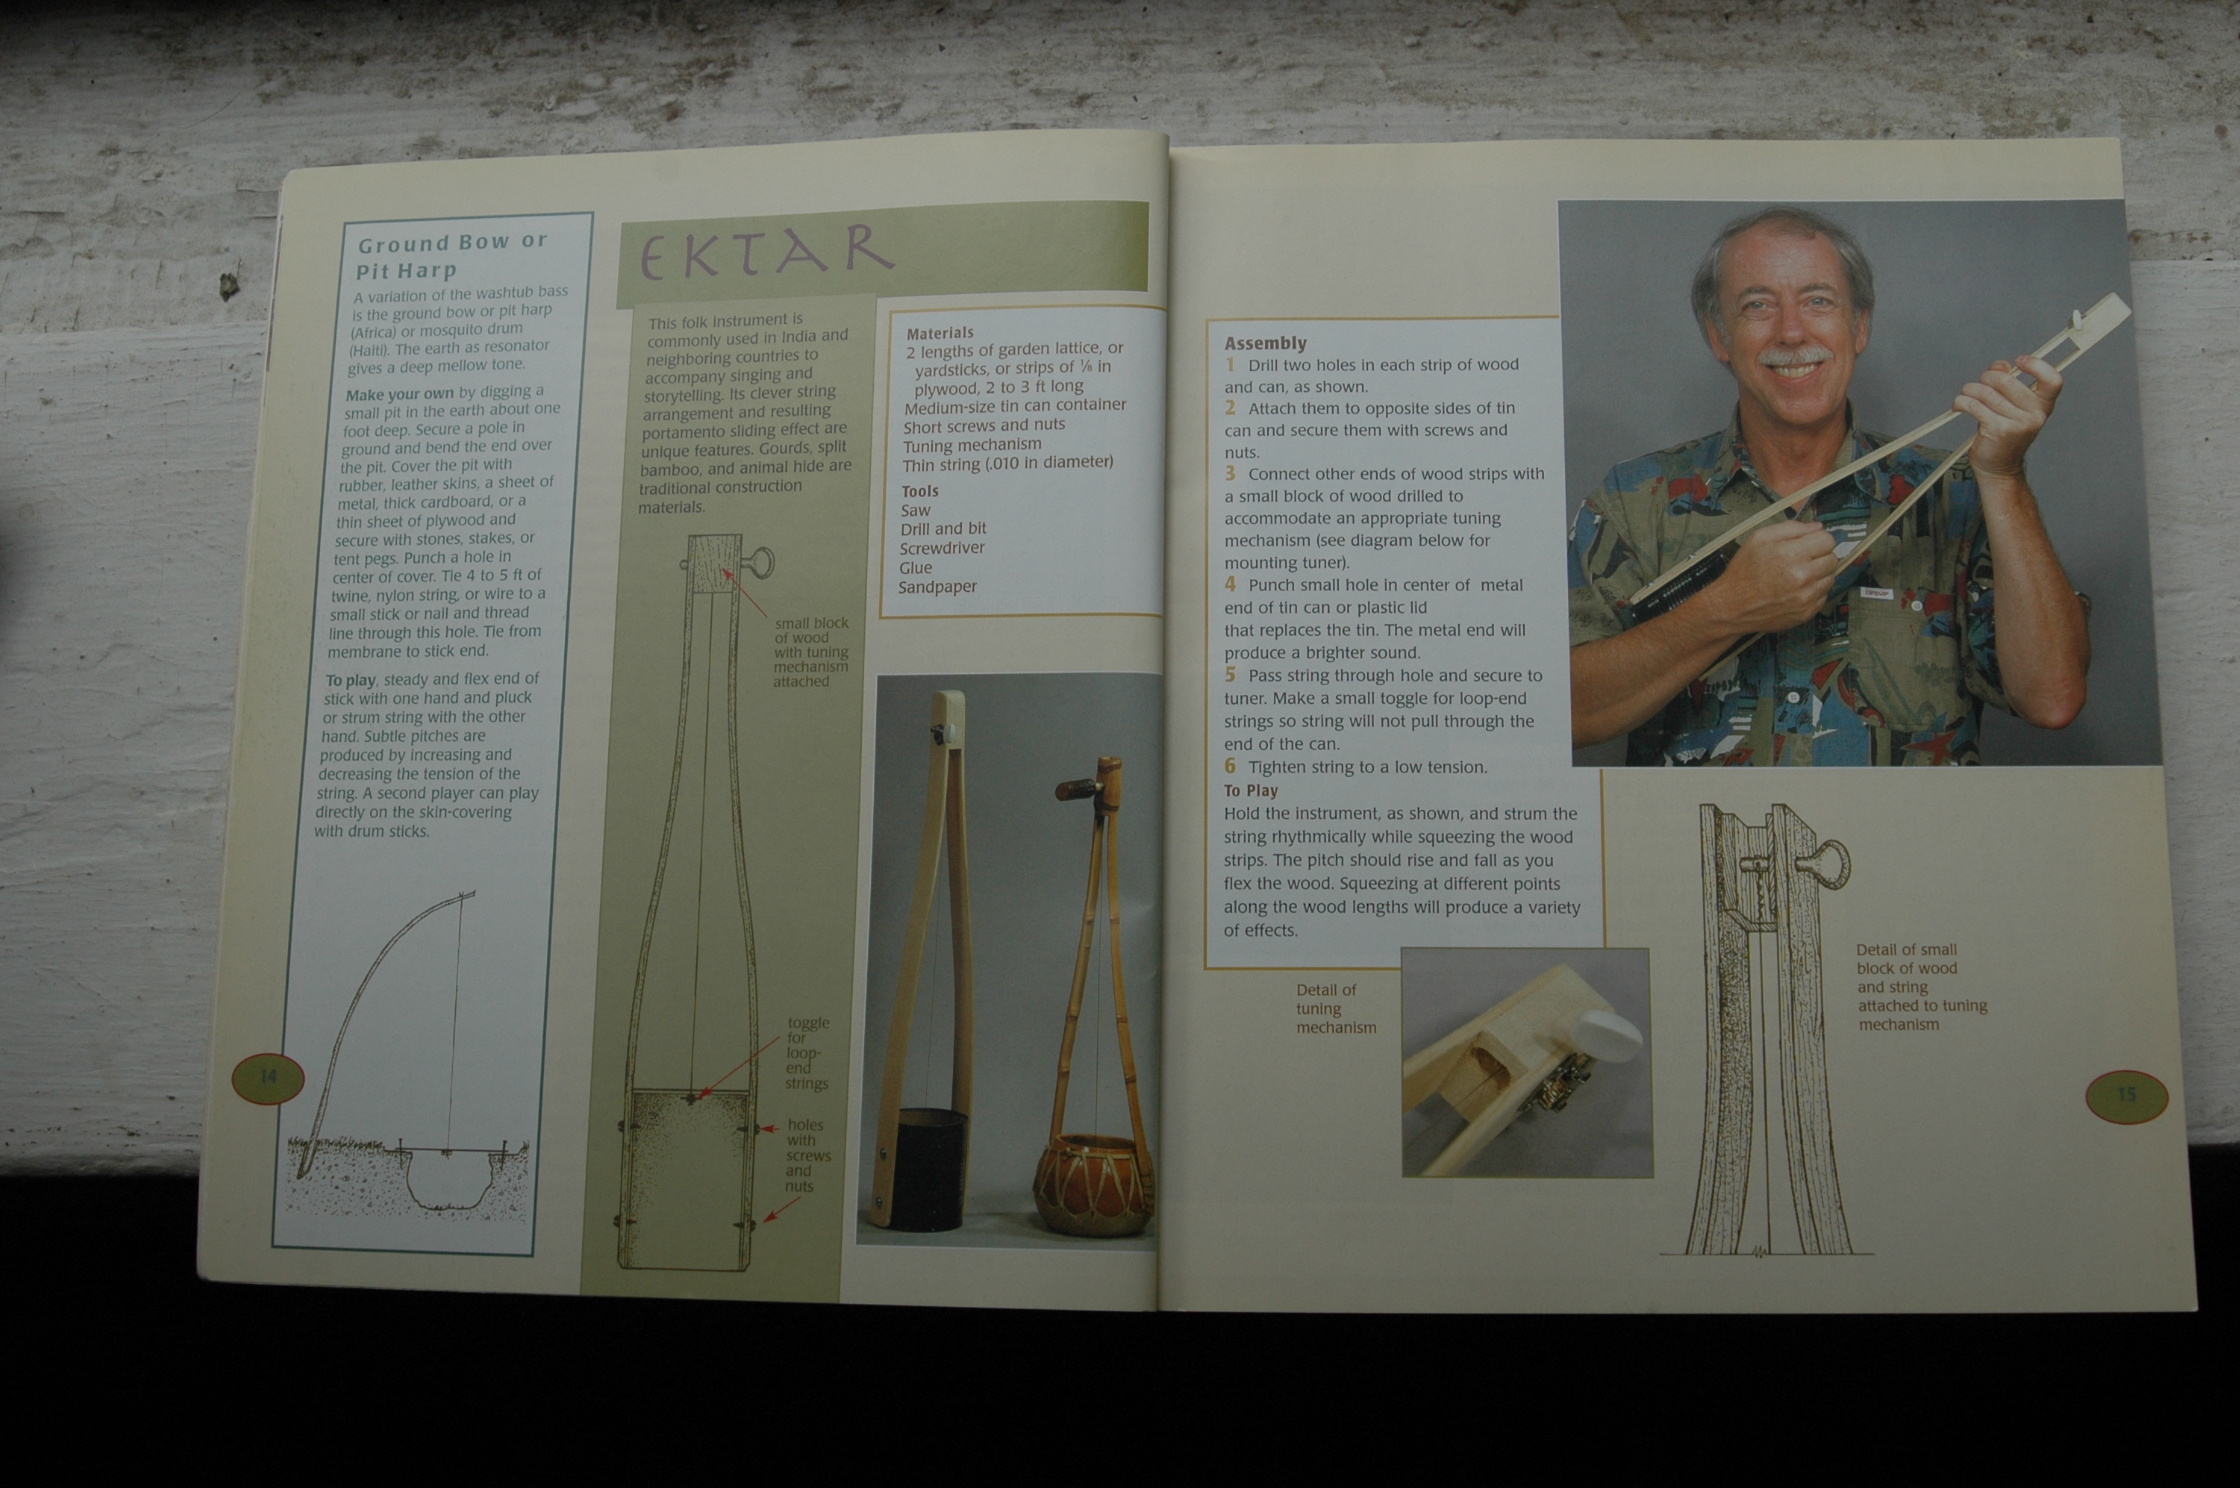 Ground Bow or
Pit Harp
A variation of the washtub bass
is the ground bow or pit harp
(Africa) or mosquito drum
(Haiti). The earth as resonator
gives a deep mellow tone.
Make your own by digging a
small pit in the earth about one
foot deep. Secure a pole in
ground and bend the end over
the pit. Cover the pit with
rubber, leather skins, a sheet of
metal, thick cardboard, or a
thin sheet of plywood and
secure with stones, stakes, or
tent pegs. Punch a hole in
center of cover. Tie 4 to 5 ft of
twine, nylon string, or wire to a
small stick or nail and thread
line through this hole. Tie from
membrane to stick end.
To play, steady and flex end of
stick with one hand and pluck
or strum string with the other
hand. Subtle pitches are
produced by increasing and
decreasing the tension of the
string. A second player can play
directly on the skin-covering
with drum sticks.
14
EKTAR
This folk instrument is
commonly used in India and
neighboring countries to
accompany singing and
storytelling. Its clever string
arrangement and resulting
portamento sliding effect are
unique features. Gourds, split
bamboo, and animal hide are
traditional construction
materials.
small block
of wood
with tuning
mechanism
attached
toggle
for
loop-
end
strings
holes
with
screws
and
nuts
Materials
2 lengths of garden lattice, or
yardsticks, or strips of ⅛ in
plywood, 2 to 3 ft long
Medium-size tin can container
Short screws and nuts
Tuning mechanism
Thin string (.010 in diameter)
Tools
Saw
Drill and bit
Screwdriver
Glue
Sandpaper
Assembly
1 Drill two holes in each strip of wood
and can, as shown.
2 Attach them to opposite sides of tin
can and secure them with screws and
nuts.
3 Connect other ends of wood strips with
a small block of wood drilled to
accommodate an appropriate tuning
mechanism (see diagram below for
mounting tuner).
4 Punch small hole in center of metal
end of tin can or plastic lid
that replaces the tin. The metal end will
produce a brighter sound.
5 Pass string through hole and secure to
tuner. Make a small toggle for loop-end
strings so string will not pull through the
end of the can.
6 Tighten string to a low tension.
To Play
Hold the instrument, as shown, and strum the
string rhythmically while squeezing the wood
strips. The pitch should rise and fall as you
flex the wood. Squeezing at different points
along the wood lengths will produce a variety
of effects.
Detail of
tuning
mechanism
Detail of small
block of wood
and string
attached to tuning
mechanism
15